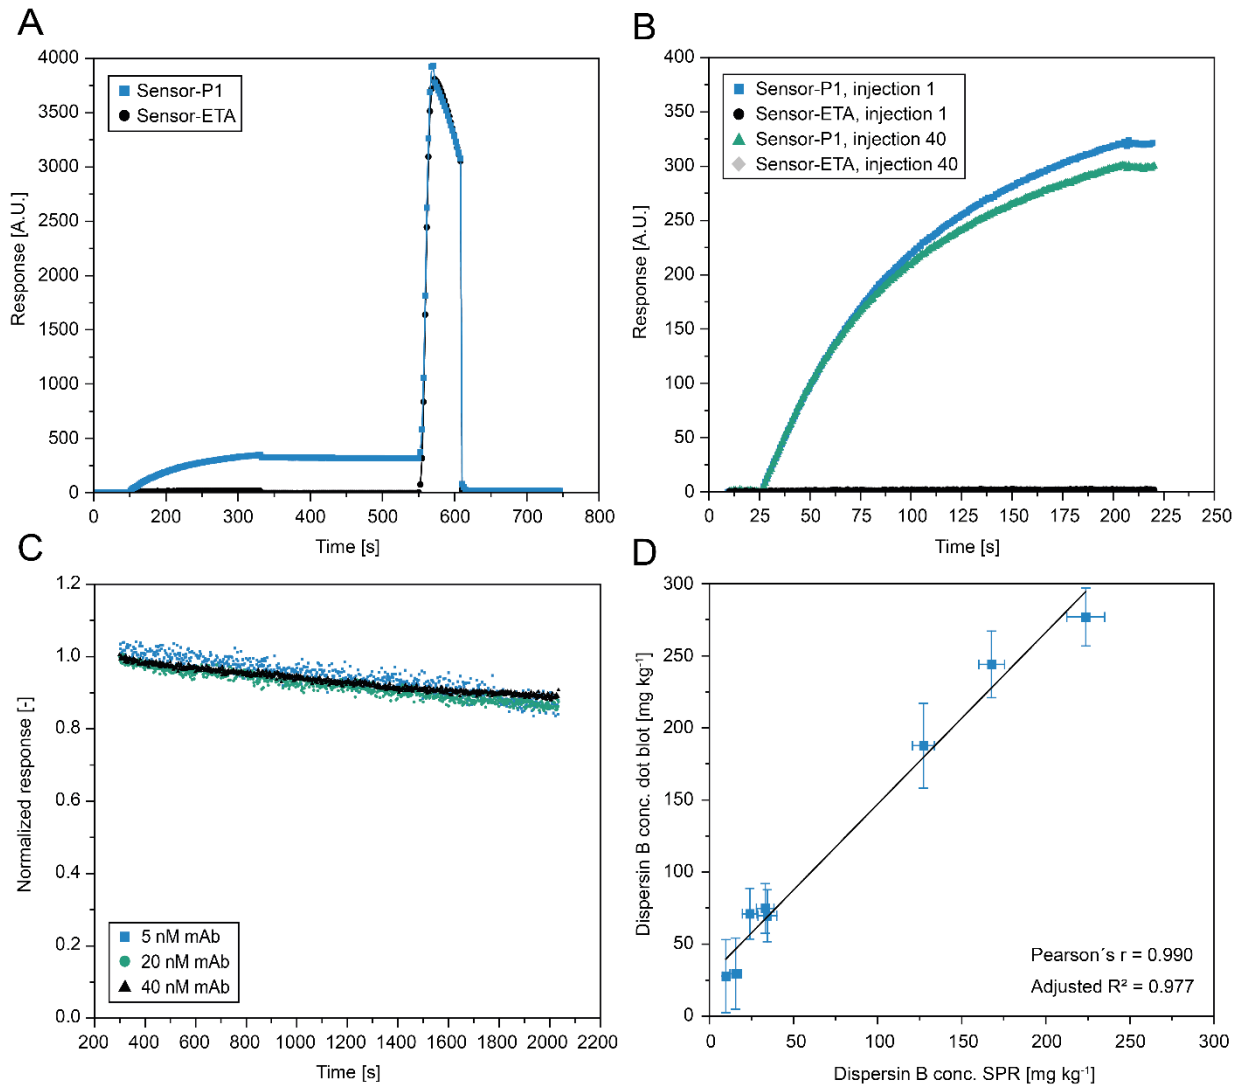 A
4000
3500
3000
2500
2000
1500
1000
500
0
Response [A.U.]
Sensor-P1
Sensor-ETA
0 100 200 300 400 500 600 700 800
Time [s]
B
400
350
300
250
200
150
100
50
0
Response [A.U.]
Sensor-P1, injection 1
Sensor-ETA, injection 1
Sensor-P1, injection 40
Sensor-ETA, injection 40
0 25 50 75 100 125 150 175 200 225 250
Time [s]
C
1.2
1.0
0.8
0.6
0.4
0.2
0.0
Normalized response [-]
5 nM mAb
20 nM mAb
40 nM mAb
200 400 600 800 1000 1200 1400 1600 1800 2000 2200
Time [s]
D
300
250
200
150
100
50
0
Dispersin B conc. dot blot [mg kg⁻¹]
Pearson´s r = 0.990
Adjusted R² = 0.977
0 50 100 150 200 250 300
Dispersin B conc. SPR [mg kg⁻¹]